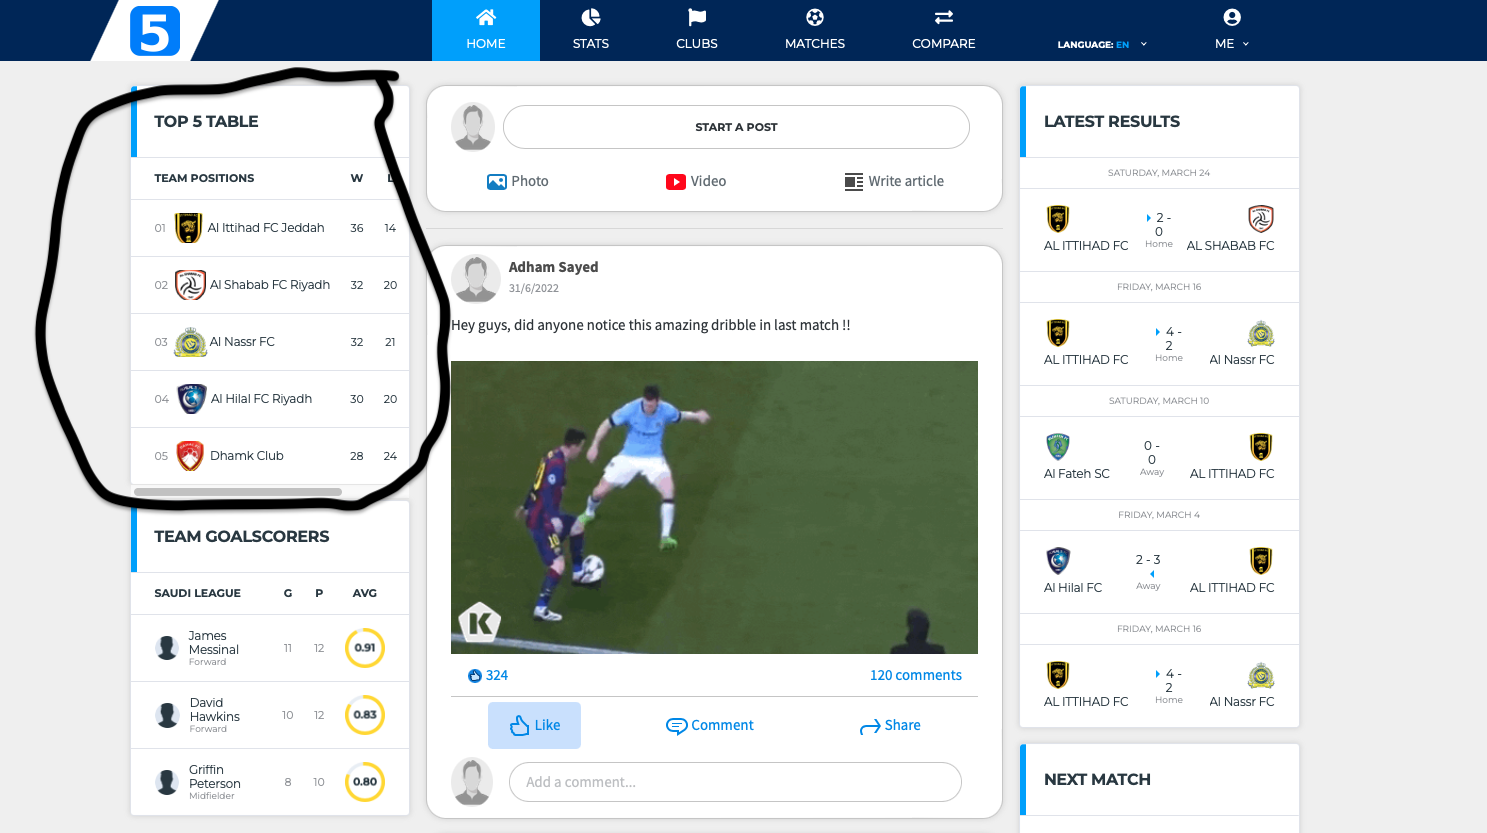 5
HOME
STATS
CLUBS
MATCHES
COMPARE
LANGUAGE: EN
ME
TOP 5 TABLE
TEAM POSITIONS W L
01 Al Ittihad FC Jeddah 36 14
02 Al Shabab FC Riyadh 32 20
03 Al Nassr FC 32 21
04 Al Hilal FC Riyadh 30 20
05 Dhamk Club 28 24
TEAM GOALSCORERS
SAUDI LEAGUE G P AVG
James
Messinal
Forward
11 12 0.91
David
Hawkins
Forward
10 12 0.83
Griffin
Peterson
Midfielder
8 10 0.80
START A POST
Photo
Video
Write article
Adham Sayed
31/6/2022
Hey guys, did anyone notice this amazing dribble in last match !!
10
K
324
120 comments
Like
Comment
Share
Add a comment...
LATEST RESULTS
SATURDAY, MARCH 24
2 -
0
Home
AL ITTIHAD FC
AL SHABAB FC
FRIDAY, MARCH 16
4 -
2
Home
AL ITTIHAD FC
Al Nassr FC
SATURDAY, MARCH 10
0 -
0
Away
Al Fateh SC
AL ITTIHAD FC
FRIDAY, MARCH 4
2 - 3
Away
Al Hilal FC
AL ITTIHAD FC
FRIDAY, MARCH 16
4 -
2
Home
AL ITTIHAD FC
Al Nassr FC
NEXT MATCH